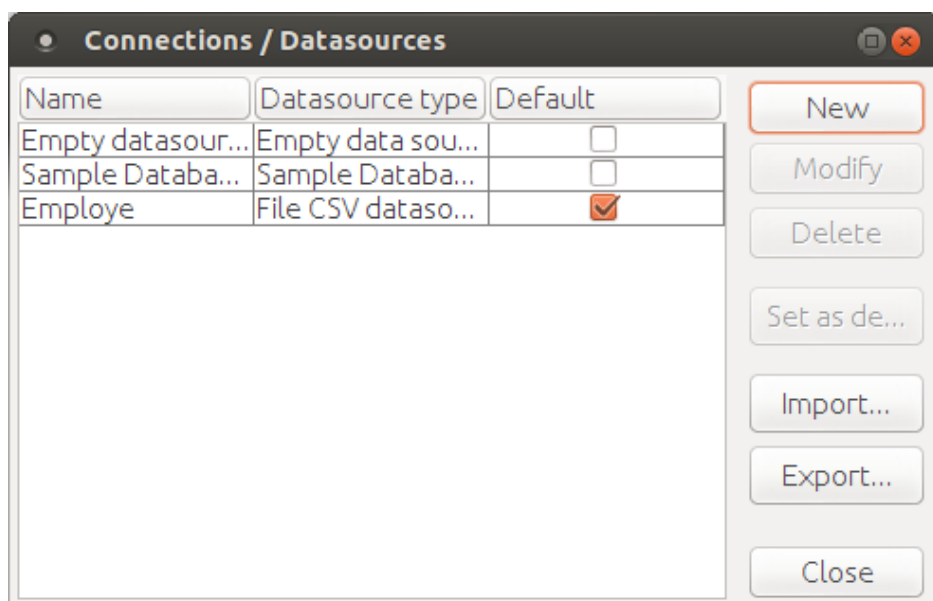 Connections / Datasources
Name Datasource type Default
Empty datasour... Empty data sou...
Sample Databa... Sample Databa...
Employe File CSV dataso...
New
Modify
Delete
Set as de...
Import...
Export...
Close